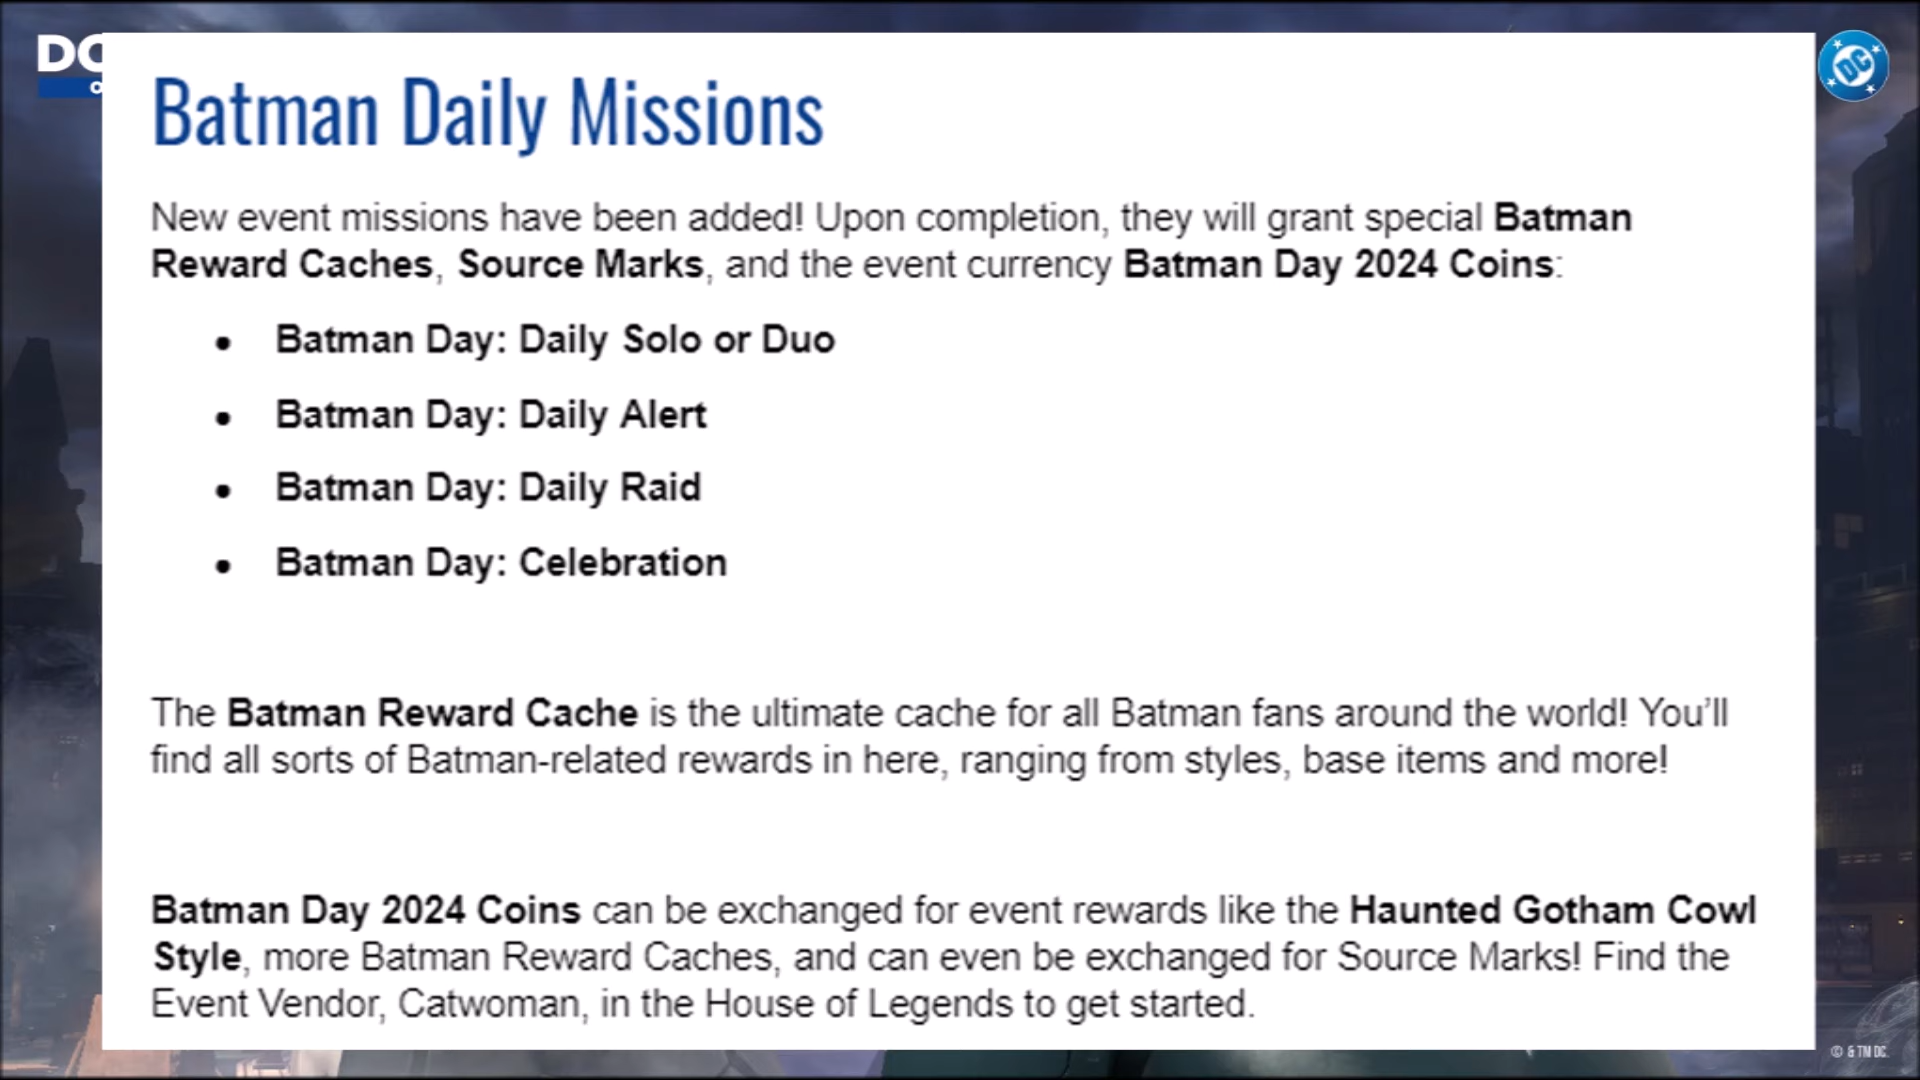 DC
Batman Daily Missions
New event missions have been added! Upon completion, they will grant special Batman
Reward Caches, Source Marks, and the event currency Batman Day 2024 Coins:
• Batman Day: Daily Solo or Duo
• Batman Day: Daily Alert
• Batman Day: Daily Raid
• Batman Day: Celebration
The Batman Reward Cache is the ultimate cache for all Batman fans around the world! You’ll
find all sorts of Batman-related rewards in here, ranging from styles, base items and more!
Batman Day 2024 Coins can be exchanged for event rewards like the Haunted Gotham Cowl
Style, more Batman Reward Caches, and can even be exchanged for Source Marks! Find the
Event Vendor, Catwoman, in the House of Legends to get started.
DC
© & TM DC.